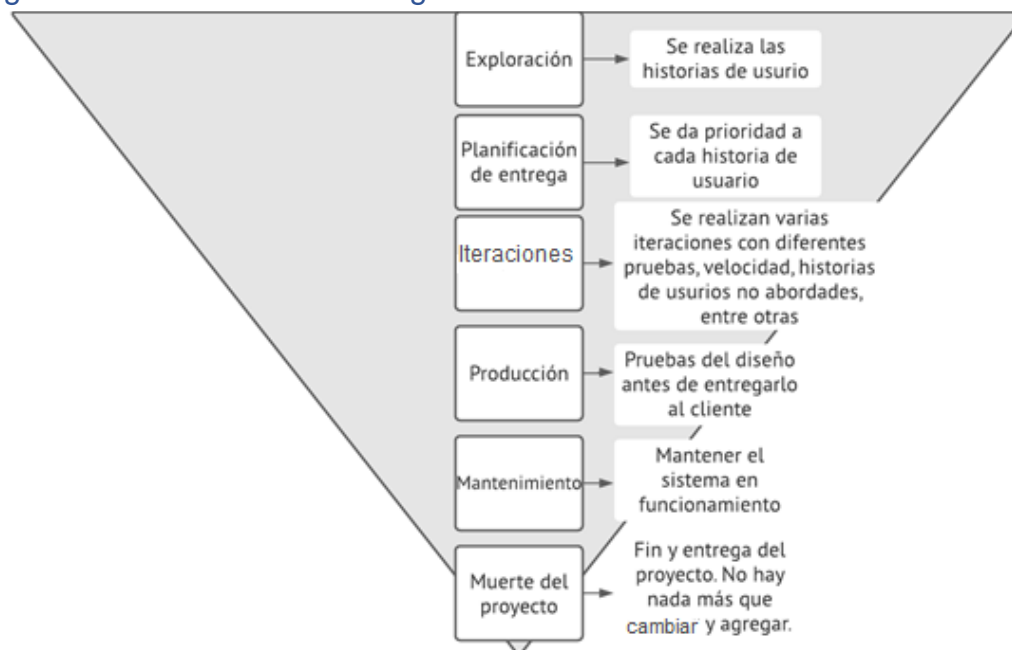 Exploración
Se realiza las
historias de usurio
Planificación
de entrega
Se da prioridad a
cada historia de
usuario
Iteraciones
Se realizan varias
iteraciones con diferentes
pruebas, velocidad, historias
de usurios no abordades,
entre otras
Producción
Pruebas del diseño
antes de entregarlo
al cliente
Mantenimiento
Mantener el
sistema en
funcionamiento
Muerte del
proyecto
Fin y entrega del
proyecto. No hay
nada más que
cambiar y agregar.